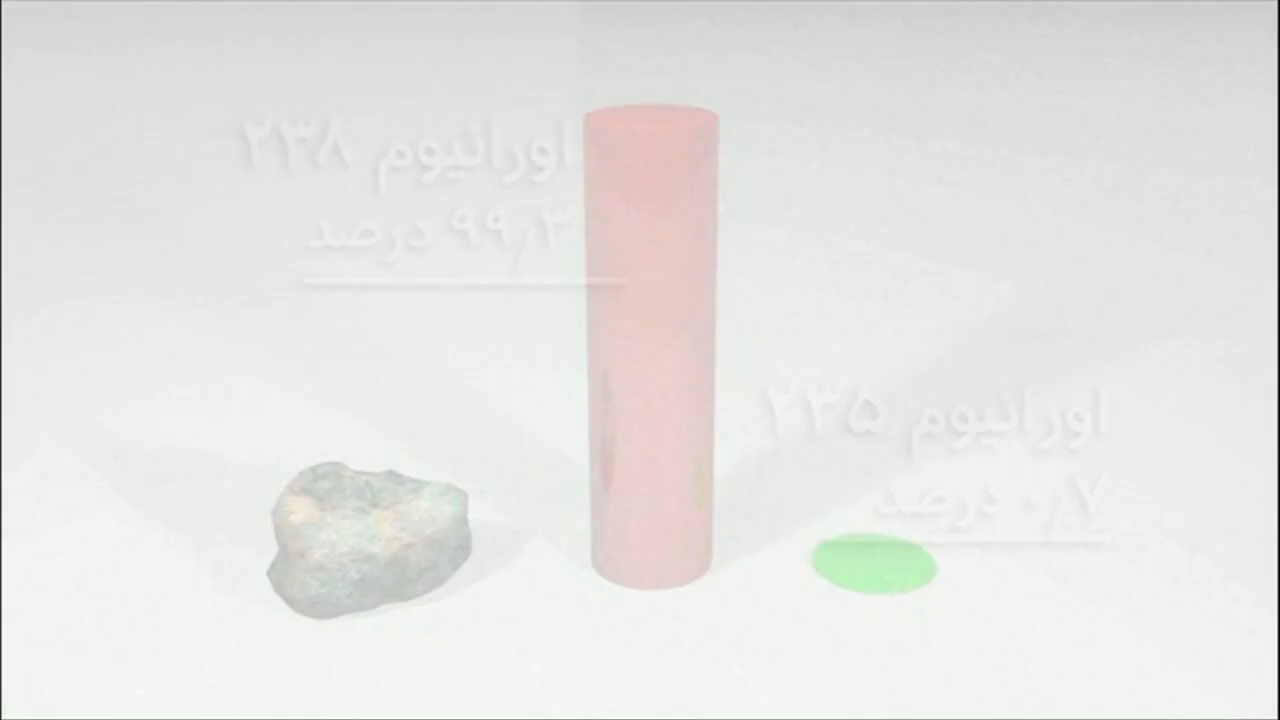 اورانیوم ۲۳۸
۹۹٫۳ درصد
اورانیوم ۲۳۵
۰٫۷ درصد